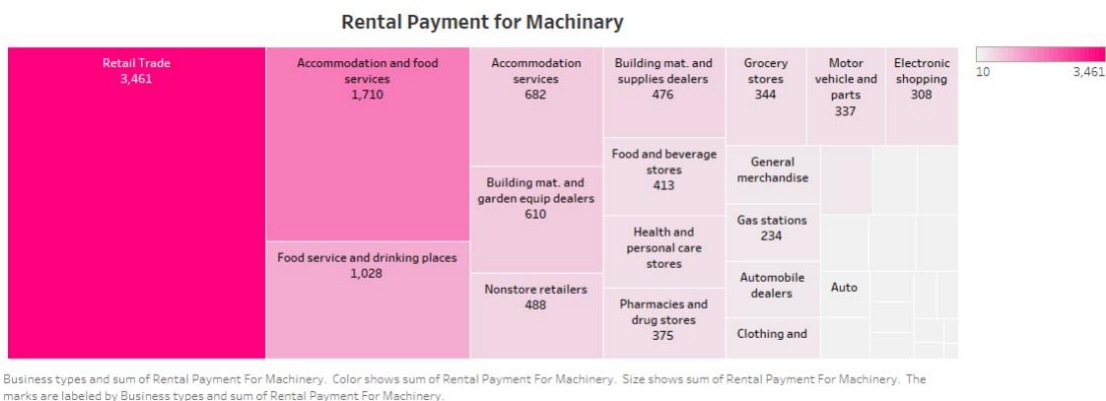 Rental Payment for Machinary
Retail Trade
3,461
Accommodation and food
services
1,710
Food service and drinking places
1,028
Accommodation
services
682
Building mat. and
garden equip dealers
610
Nonstore retailers
488
Building mat. and
supplies dealers
476
Food and beverage
stores
413
Health and
personal care
stores
Pharmacies and
drug stores
375
Grocery
stores
344
Motor
vehicle and
parts
337
Electronic
shopping
308
General
merchandise
Gas stations
234
Automobile
dealers
Clothing and
Auto
10 3,461
Business types and sum of Rental Payment For Machinery. Color shows sum of Rental Payment For Machinery. Size shows sum of Rental Payment For Machinery. The
marks are labeled by Business types and sum of Rental Payment For Machinery.